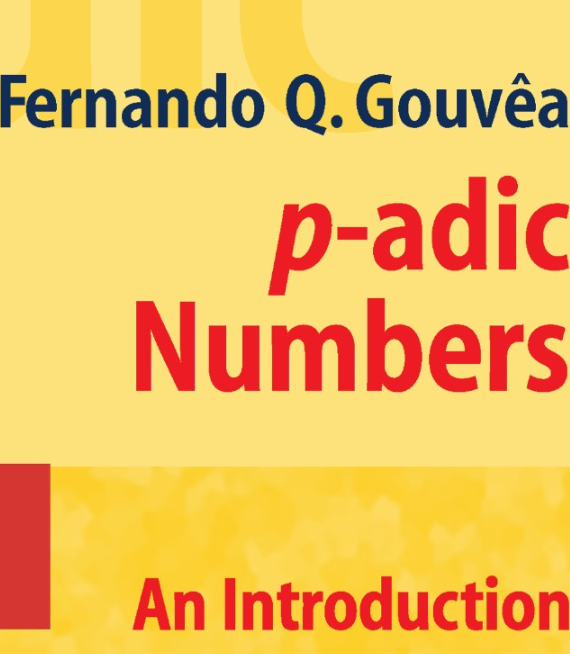 Fernando Q. Gouvêa
p-adic
Numbers
An Introduction